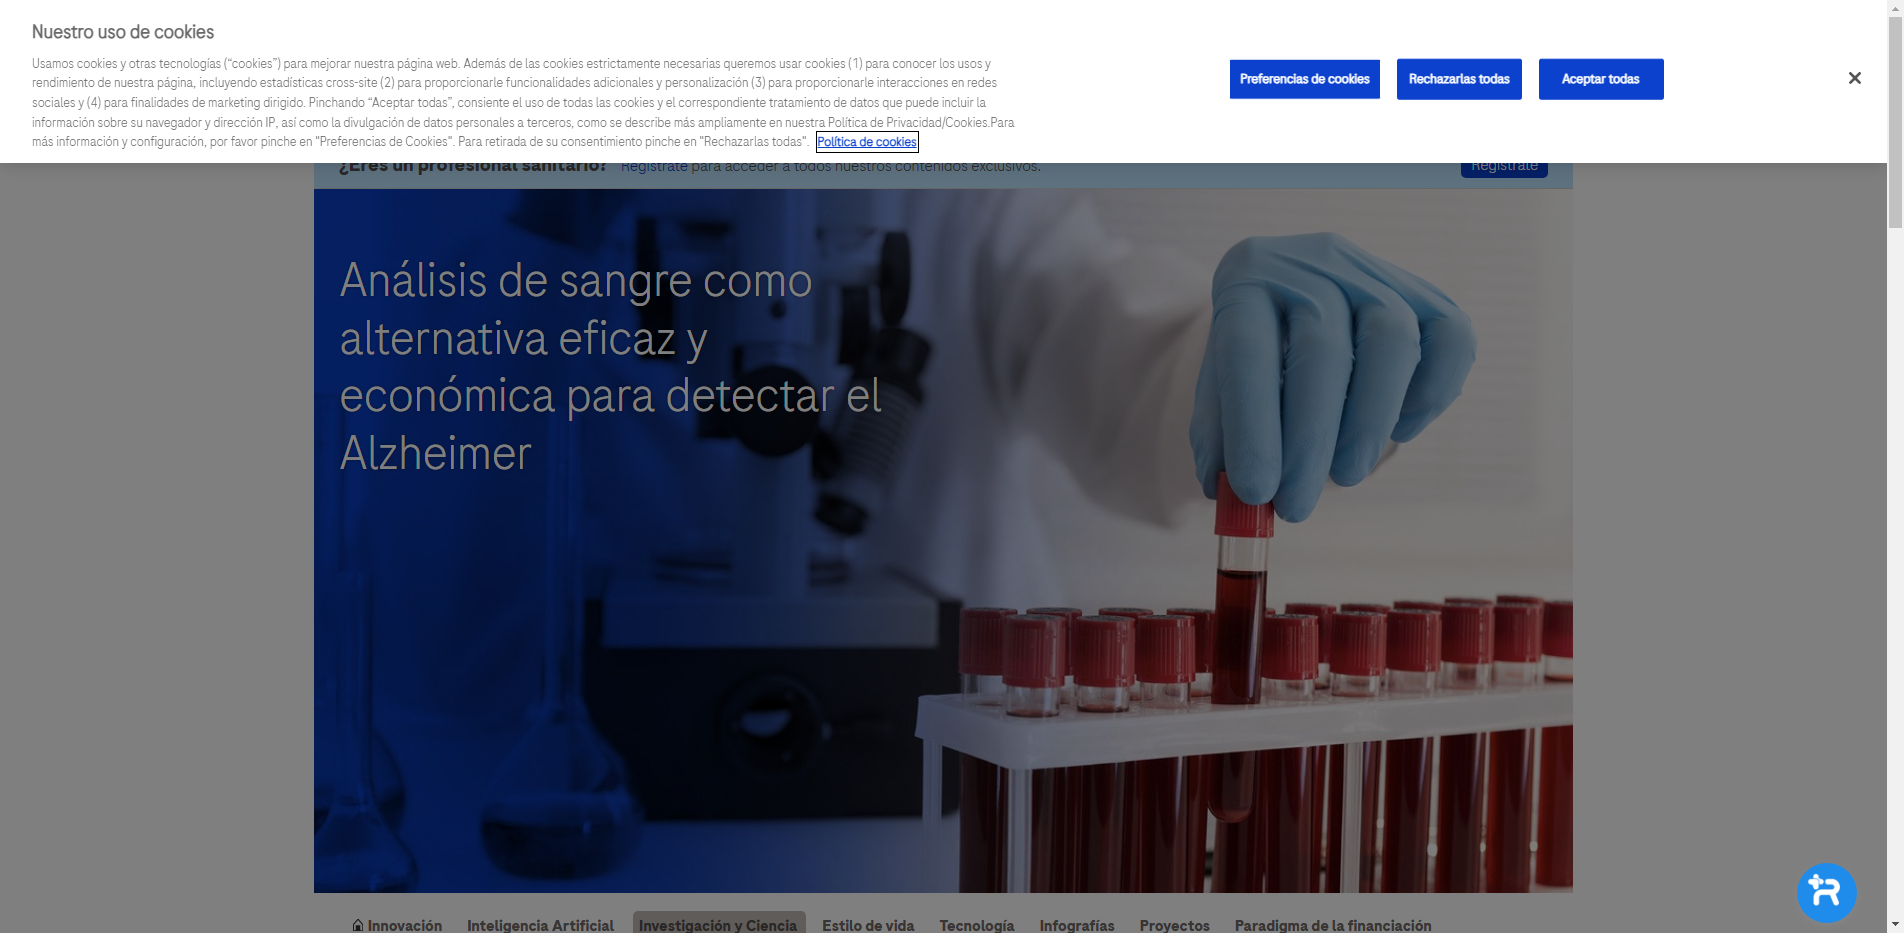 Nuestro uso de cookies
Usamos cookies y otras tecnologías (“cookies”) para mejorar nuestra página web. Además de las cookies estrictamente necesarias queremos usar cookies (1) para conocer los usos y
rendimiento de nuestra página, incluyendo estadísticas cross-site (2) para proporcionarle funcionalidades adicionales y personalización (3) para proporcionarle interacciones en redes
sociales y (4) para finalidades de marketing dirigido. Pinchando “Aceptar todas”, consiente el uso de todas las cookies y el correspondiente tratamiento de datos que puede incluir la
información sobre su navegador y dirección IP, así como la divulgación de datos personales a terceros, como se describe más ampliamente en nuestra Política de Privacidad/Cookies.Para
más información y configuración, por favor pinche en "Preferencias de Cookies". Para retirada de su consentimiento pinche en "Rechazarlas todas". Política de cookies
Preferencias de cookies
Rechazarlas todas
Aceptar todas
¿Eres un profesional sanitario? Regístrate para acceder a todos nuestros contenidos exclusivos.
Regístrate
Análisis de sangre como
alternativa eficaz y
económica para detectar el
Alzheimer
Innovación
Inteligencia Artificial
Investigación y Ciencia
Estilo de vida
Tecnología
Infografías
Proyectos
Paradigma de la financiación